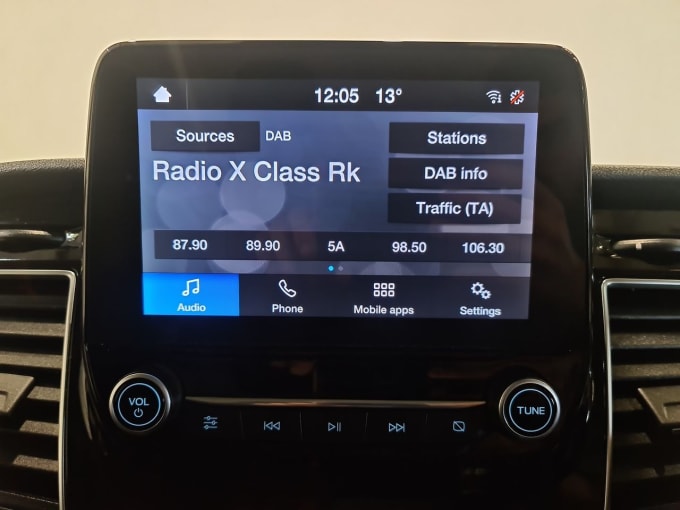 12:05 13°
Sources DAB Stations
Radio X Class Rk
DAB info
Traffic (TA)
87.90 89.90 5A 98.50 106.30
Audio Phone Mobile apps Settings
VOL
TUNE